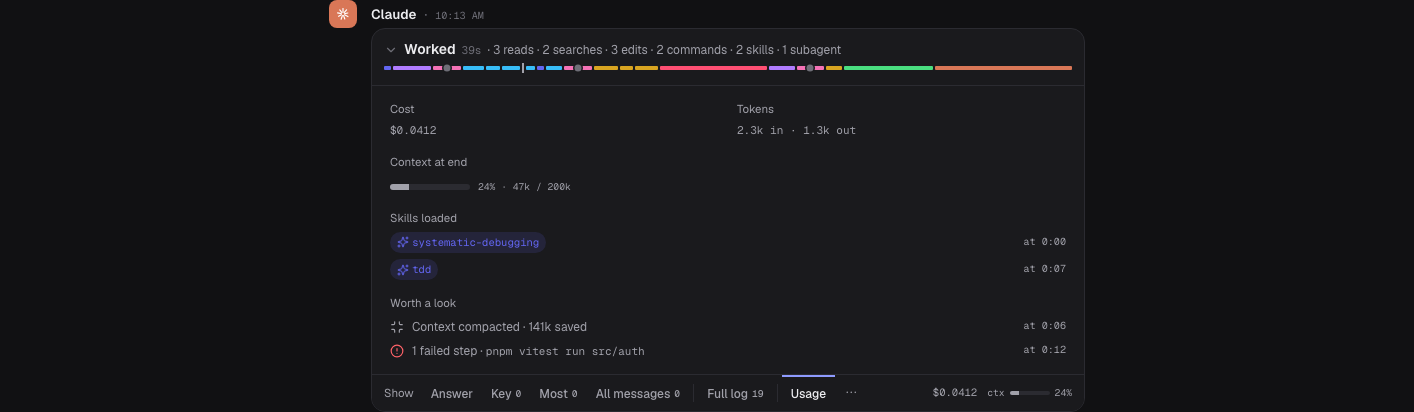 Claude · 10:13 AM
Worked 39s · 3 reads · 2 searches · 3 edits · 2 commands · 2 skills · 1 subagent
Cost
Tokens
$0.0412
2.3k in · 1.3k out
Context at end
24% · 47k / 200k
Skills loaded
systematic-debugging at 0:00
tdd at 0:07
Worth a look
Context compacted · 141k saved at 0:06
1 failed step · pnpm vitest run src/auth at 0:12
Show Answer Key 0 Most 0 All messages 0 Full log 19 Usage ··· $0.0412 ctx 24%